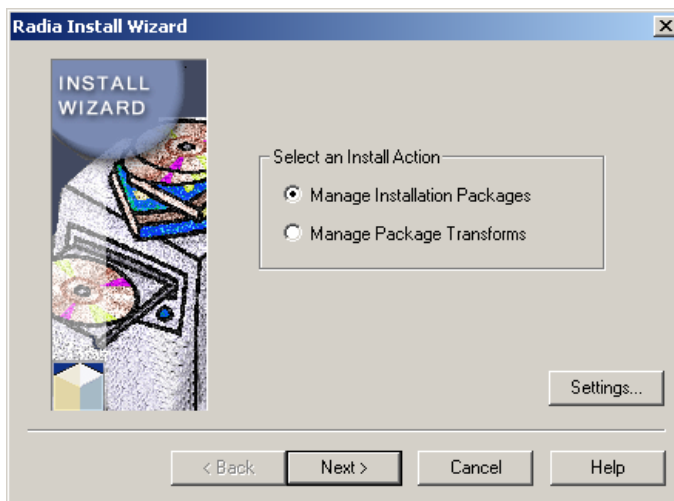 Radia Install Wizard
INSTALL
WIZARD
Select an Install Action
Manage Installation Packages
Manage Package Transforms
Settings...
< Back
Next >
Cancel
Help